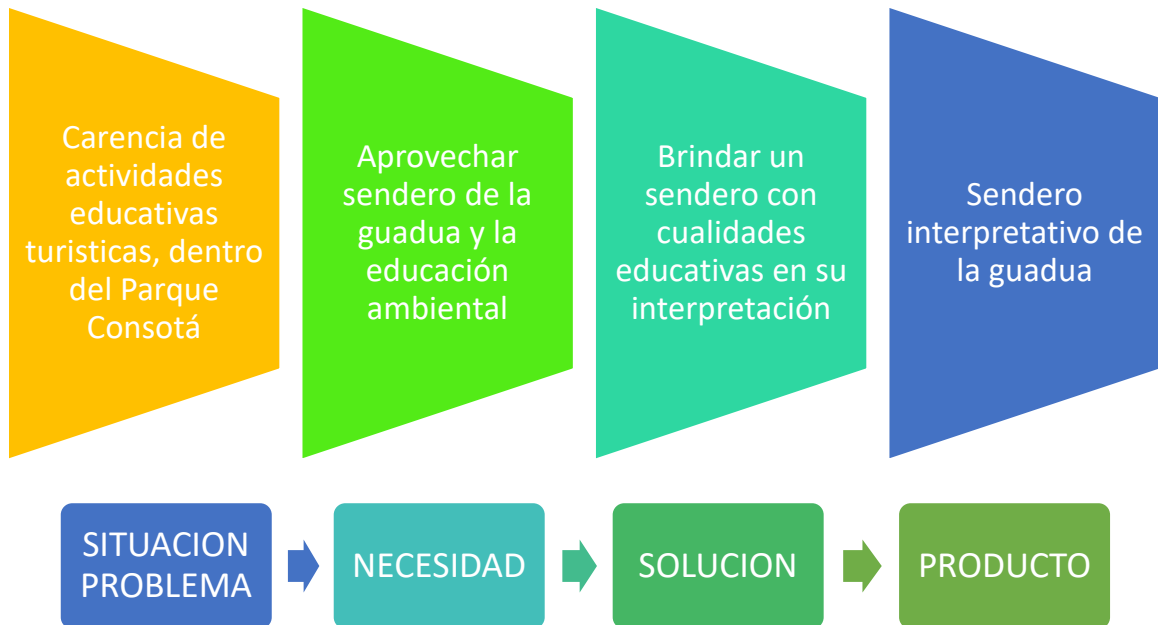 Carencia de
actividades
educativas
turisticas, dentro
del Parque
Consotá
Aprovechar
sendero de la
guadua y la
educación
ambiental
Brindar un
sendero con
cualidades
educativas en su
interpretación
Sendero
interpretativo de
la guadua
SITUACION
PROBLEMA
NECESIDAD
SOLUCION
PRODUCTO